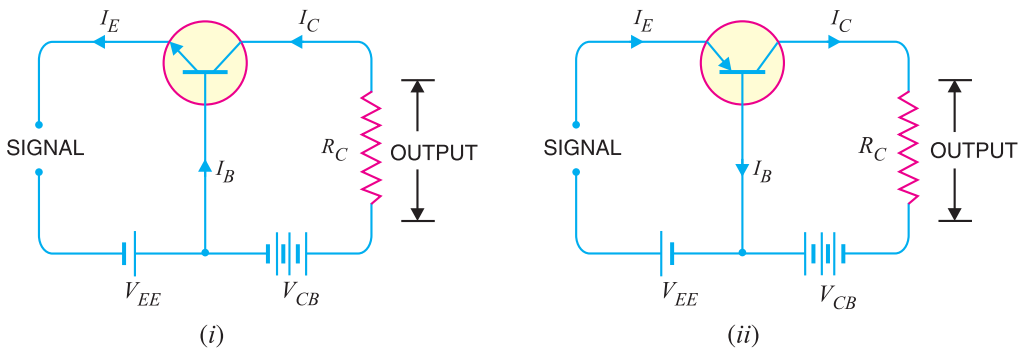 I_E
I_C
SIGNAL
R_C
OUTPUT
I_B
V_EE
V_CB
(i)
I_E
I_C
SIGNAL
R_C
OUTPUT
I_B
V_EE
V_CB
(ii)